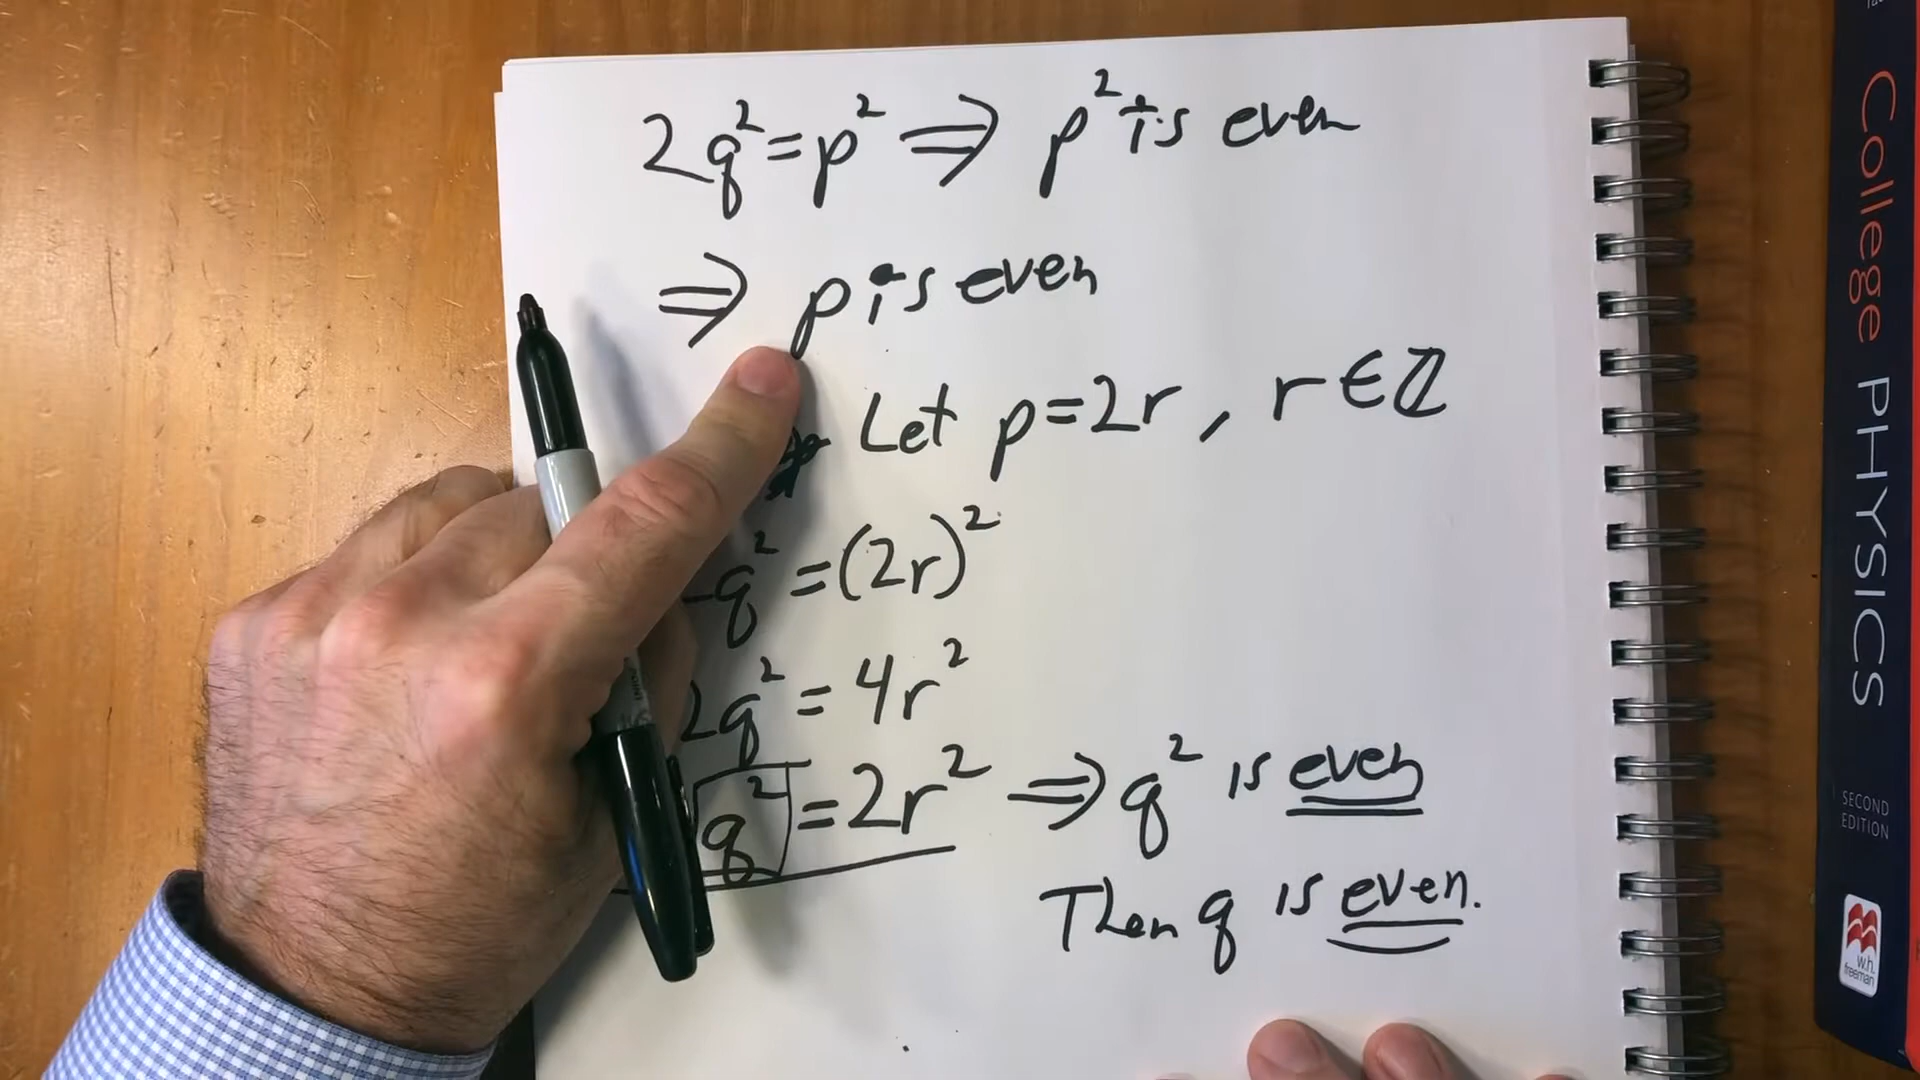 2q²=p² ⟹ p² is even
⟹ p is even
Let p=2r, r∈ℤ
q²=(2r)²
2q²=4r²
q²=2r² ⟹ q² is even
Then q is even.
College PHYSICS
SECOND
EDITION
w.h.
freeman